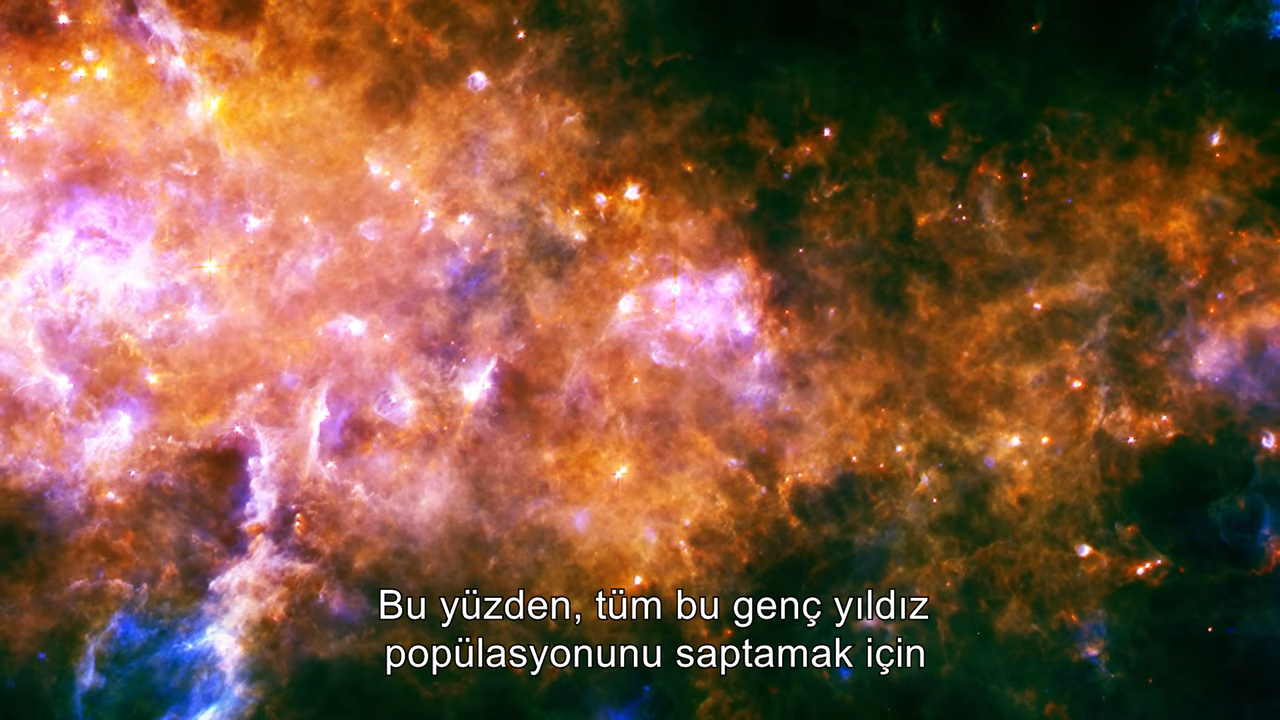 Bu yüzden, tüm bu genç yıldız
popülasyonunu saptamak için